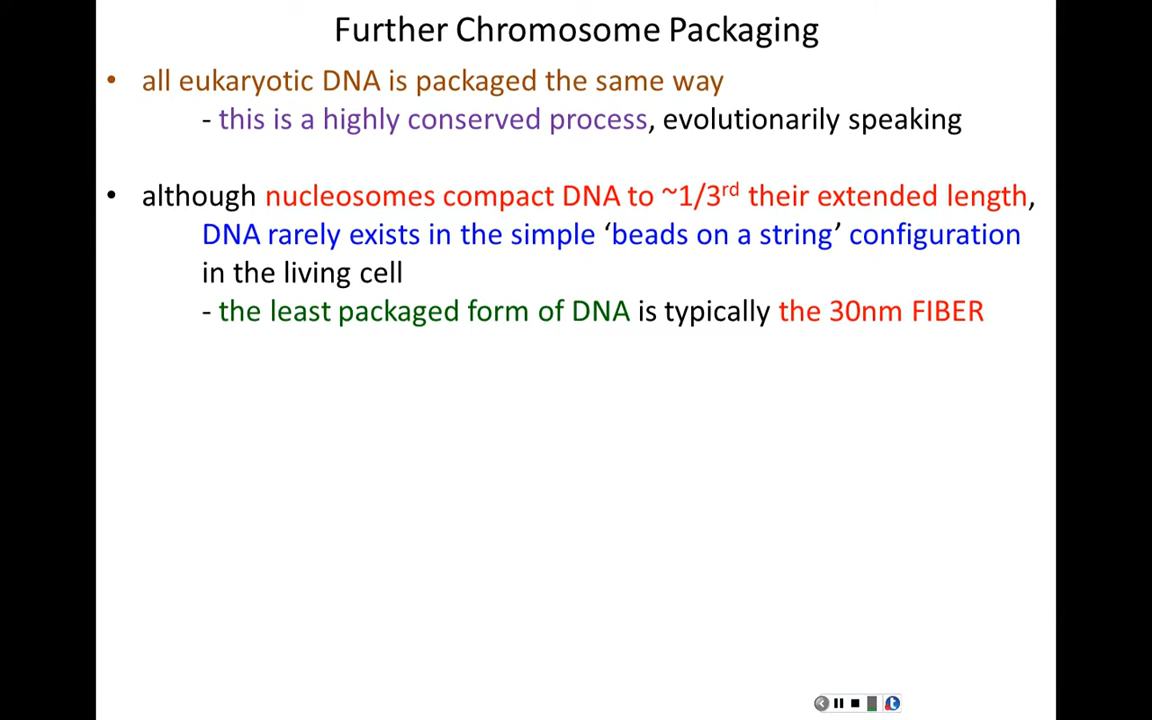 Further Chromosome Packaging
• all eukaryotic DNA is packaged the same way
- this is a highly conserved process, evolutionarily speaking
• although nucleosomes compact DNA to ~1/3rd their extended length,
DNA rarely exists in the simple ‘beads on a string’ configuration
in the living cell
- the least packaged form of DNA is typically the 30nm FIBER